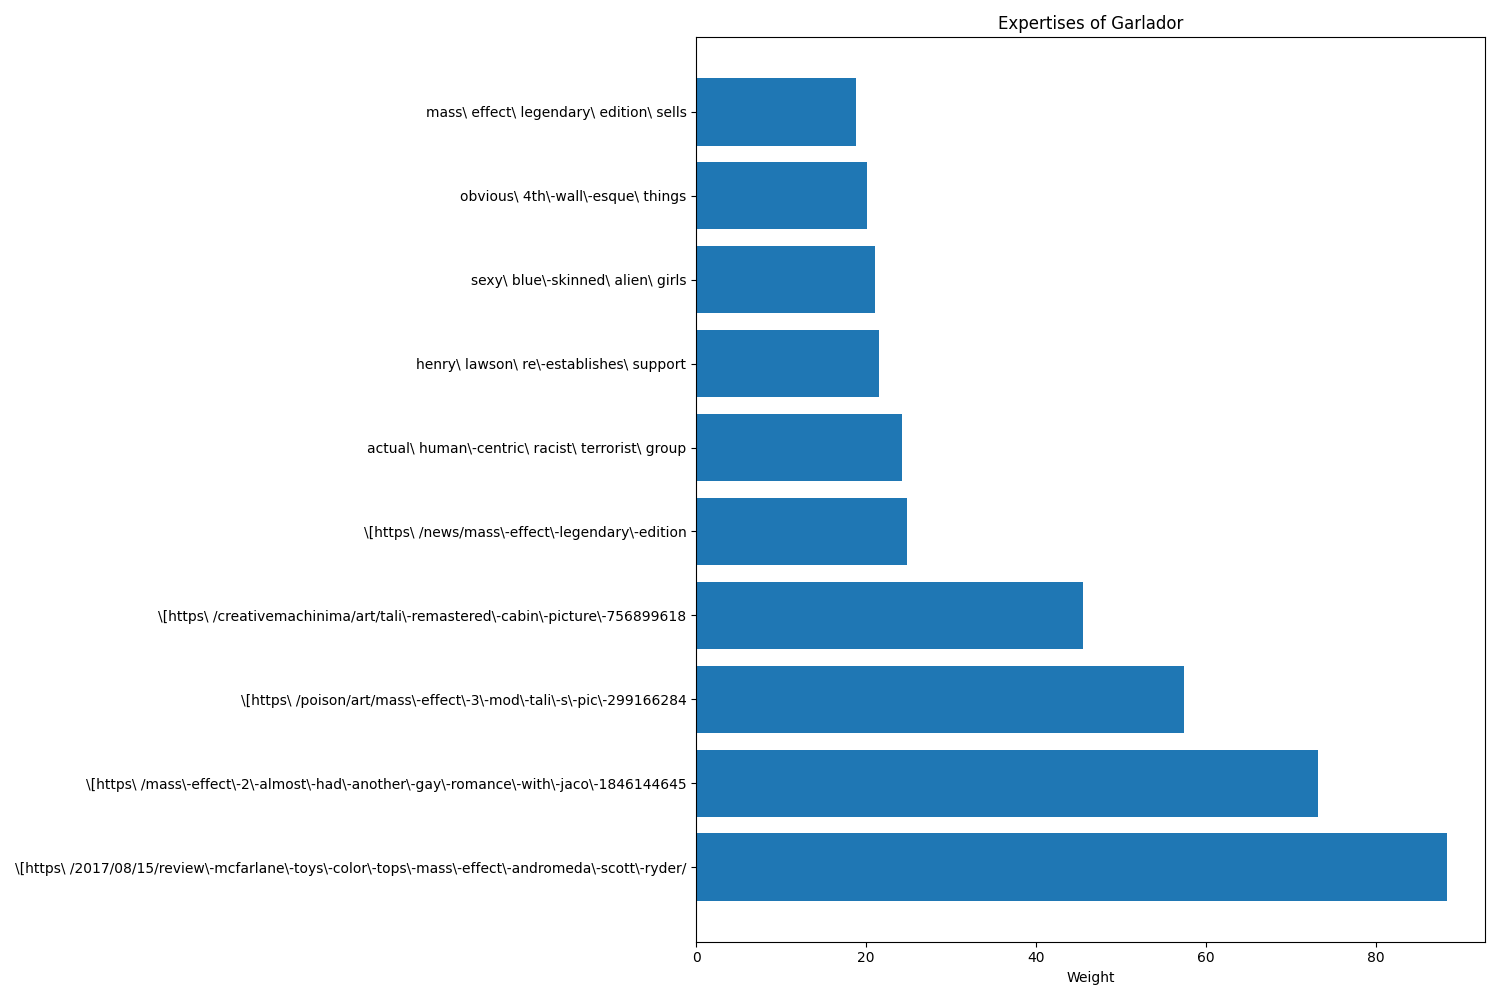 Expertises of Garlador
mass\ effect\ legendary\ edition\ sells
obvious\ 4th\-wall\-esque\ things
sexy\ blue\-skinned\ alien\ girls
henry\ lawson\ re\-establishes\ support
actual\ human\-centric\ racist\ terrorist\ group
\[https\ /news/mass\-effect\-legendary\-edition
\[https\ /creativemachinima/art/tali\-remastered\-cabin\-picture\-756899618
\[https\ /poison/art/mass\-effect\-3\-mod\-tali\-s\-pic\-299166284
\[https\ /mass\-effect\-2\-almost\-had\-another\-gay\-romance\-with\-jaco\-1846144645
\[https\ /2017/08/15/review\-mcfarlane\-toys\-color\-tops\-mass\-effect\-andromeda\-scott\-ryder/
0 20 40 60 80
Weight